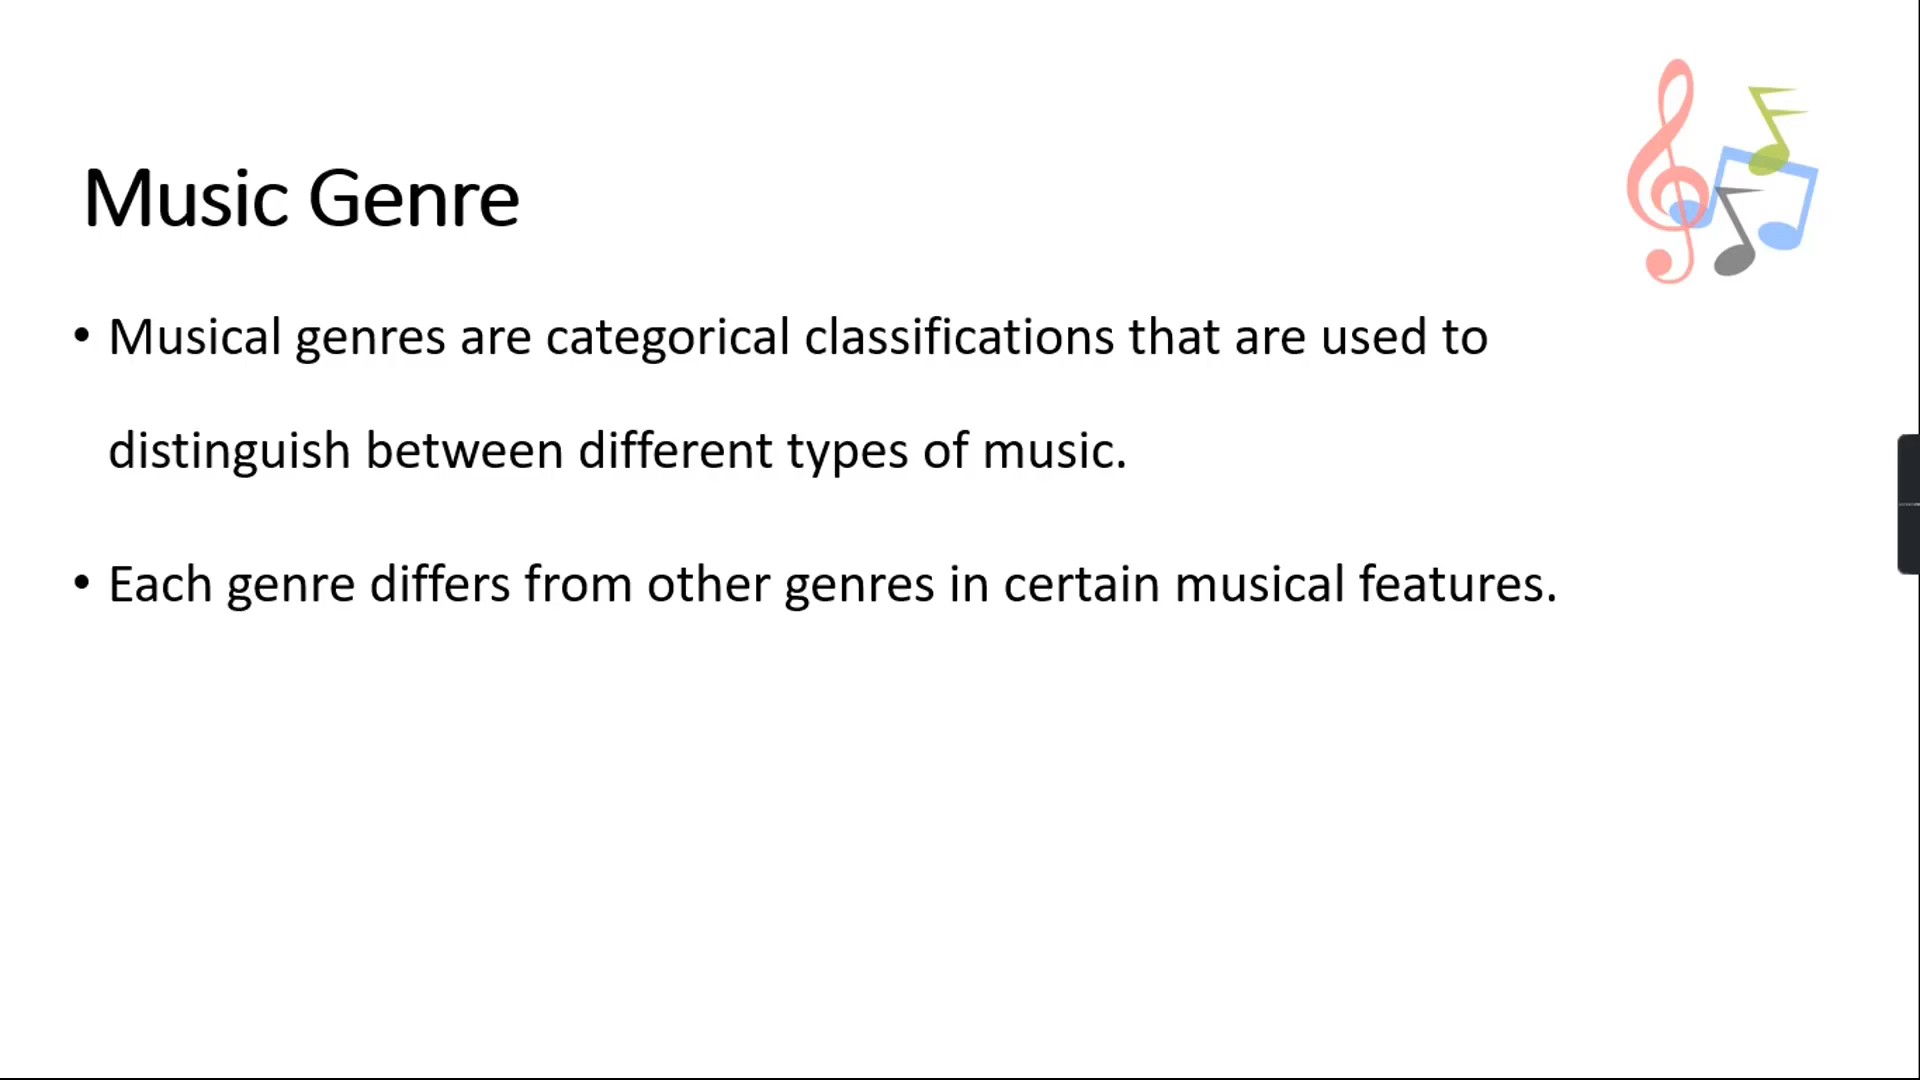 Music Genre
• Musical genres are categorical classifications that are used to
distinguish between different types of music.
• Each genre differs from other genres in certain musical features.